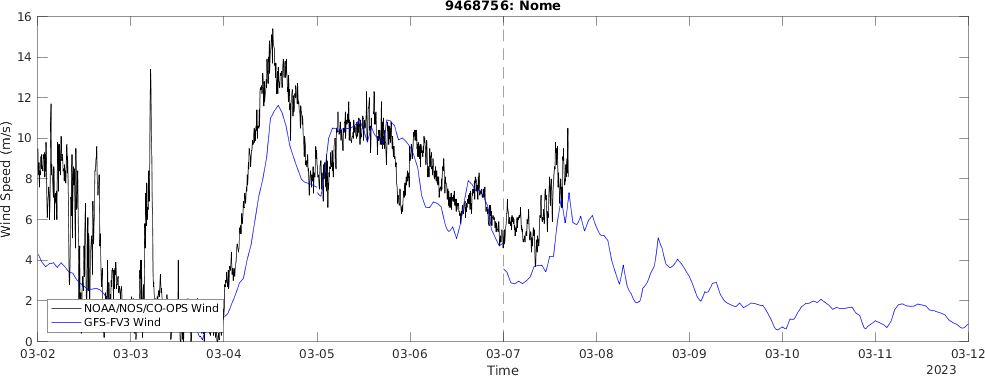 9468756: Nome
Wind Speed (m/s)
16
14
12
10
8
6
4
2
0
NOAA/NOS/CO-OPS Wind
GFS-FV3 Wind
03-02 03-03 03-04 03-05 03-06 03-07 03-08 03-09 03-10 03-11 03-12
Time
2023